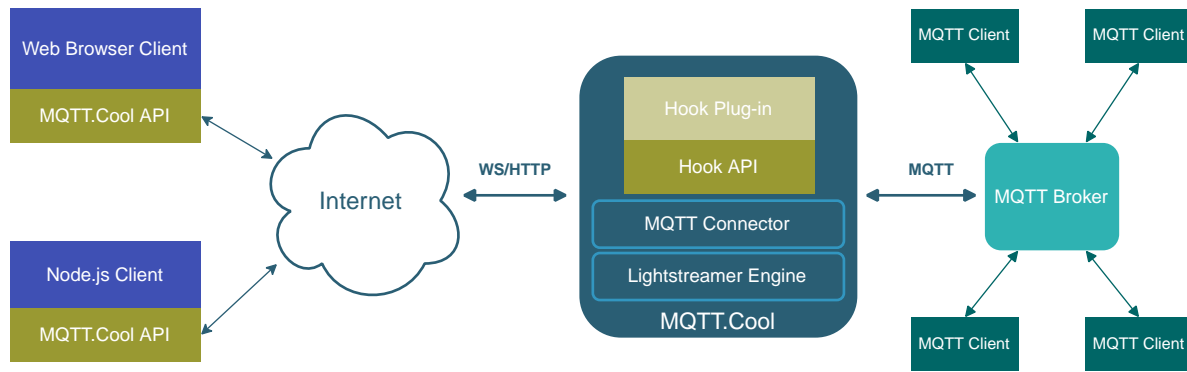 Web Browser Client
MQTT.Cool API
Node.js Client
MQTT.Cool API
Internet
WS/HTTP
Hook Plug-in
Hook API
MQTT Connector
Lightstreamer Engine
MQTT.Cool
MQTT
MQTT Client
MQTT Client
MQTT Broker
MQTT Client
MQTT Client